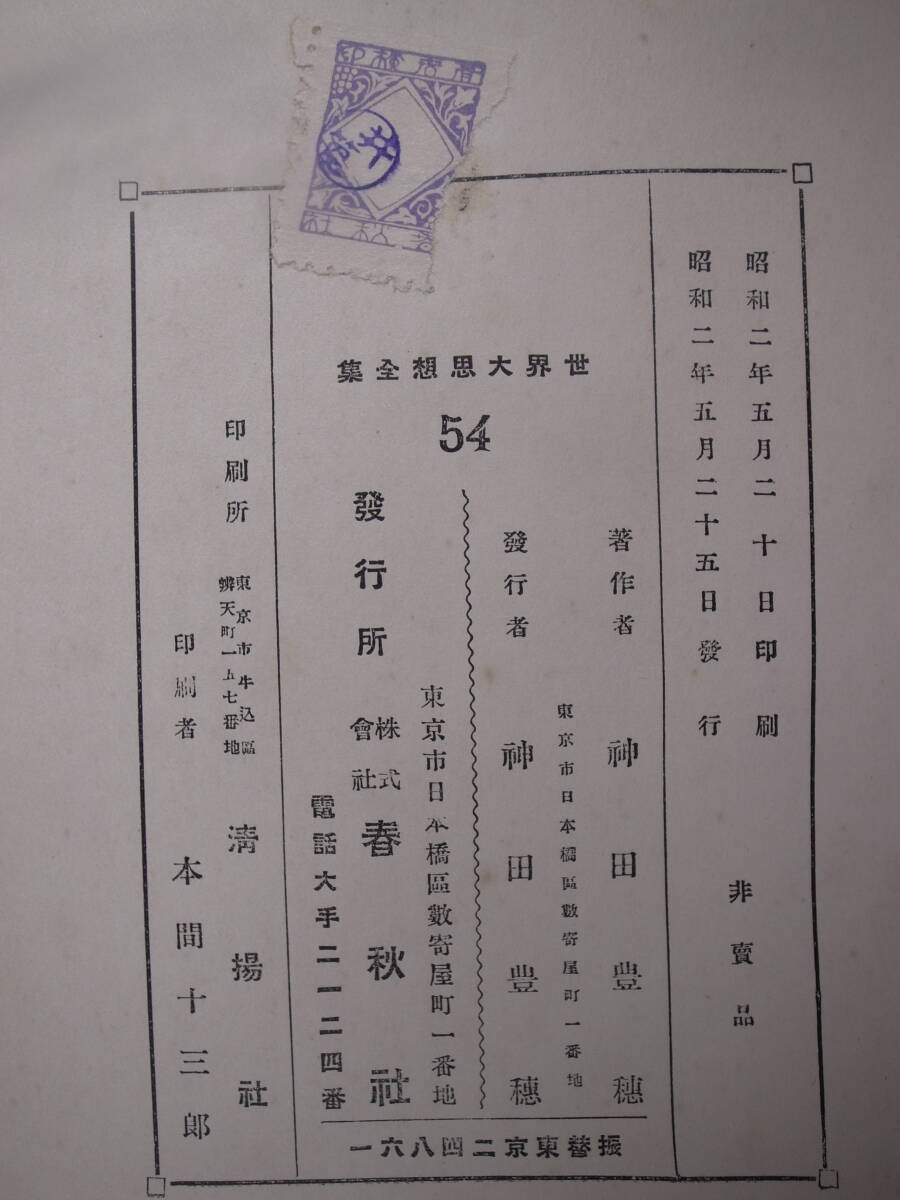 昭和二年五月二十日印刷
昭和二年五月二十五日發行
非賣品
世界大思想全集
54
著作者 神田豊穗
東京市日本橋區數寄屋町一番地
發行者 神田豊穗
東京市日本橋區數寄屋町一番地
發行所 株式會社 春秋社
電話大手二一二四番
振替東京二四八六一
印刷所 東京市牛込區
辨天町一五七番地 淸揚社
印刷者 本間十三郎
春秋社